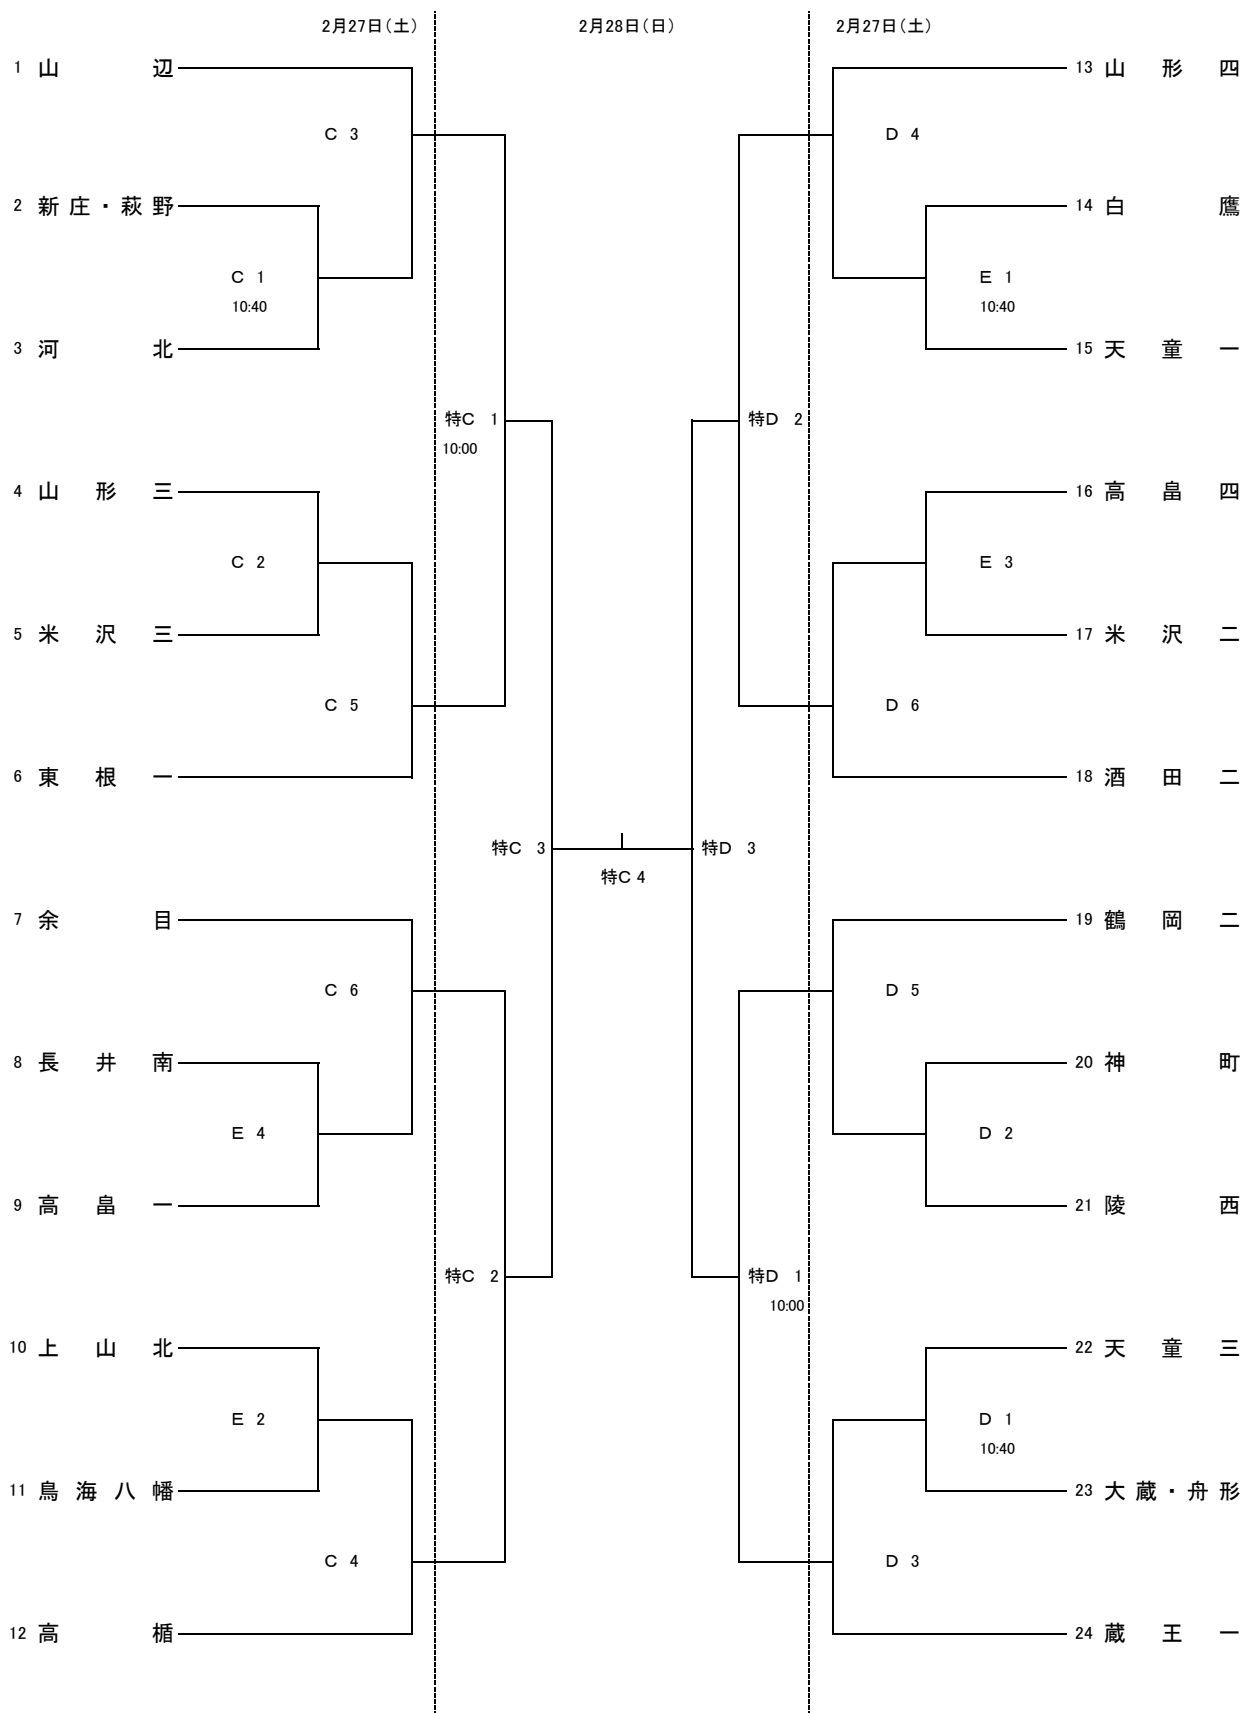 2月27日(土) 2月28日(日) 2月27日(土)
1 山辺 13 山形四
C 3 D 4
2 新庄・萩野 14 白鷹
C 1 E 1
10:40 10:40
3 河北 15 天童一
特C 1 特D 2
10:00
4 山形三 16 高畠四
C 2 E 3
5 米沢三 17 米沢二
C 5 D 6
6 東根一 18 酒田二
特C 3 特D 3
特C 4
7 余目 19 鶴岡二
C 6 D 5
8 長井南 20 神町
E 4 D 2
9 高畠一 21 陵西
特C 2 特D 1
10:00
10 上山北 22 天童三
E 2 D 1
10:40
11 鳥海八幡 23 大蔵・舟形
C 4 D 3
12 高楯 24 蔵王一